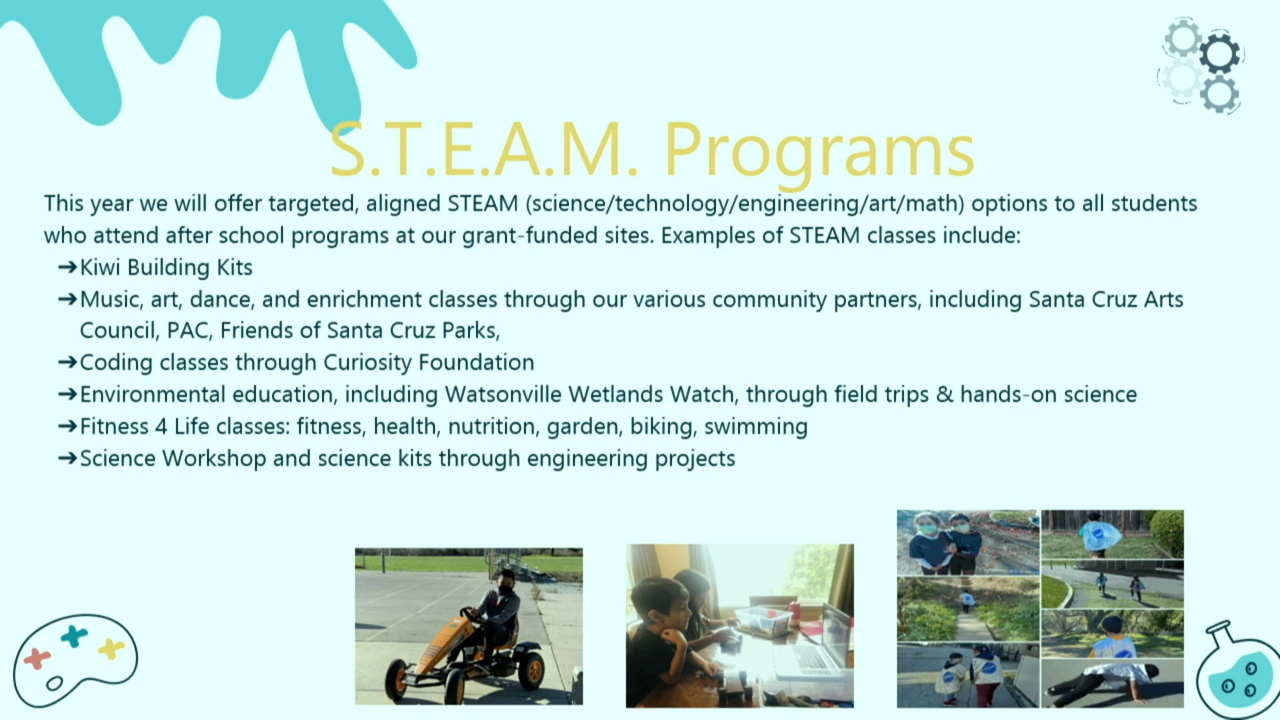 S.T.E.A.M. Programs
This year we will offer targeted, aligned STEAM (science/technology/engineering/art/math) options to all students
who attend after school programs at our grant-funded sites. Examples of STEAM classes include:
➔Kiwi Building Kits
➔Music, art, dance, and enrichment classes through our various community partners, including Santa Cruz Arts
Council, PAC, Friends of Santa Cruz Parks,
➔Coding classes through Curiosity Foundation
➔Environmental education, including Watsonville Wetlands Watch, through field trips & hands-on science
➔Fitness 4 Life classes: fitness, health, nutrition, garden, biking, swimming
➔Science Workshop and science kits through engineering projects